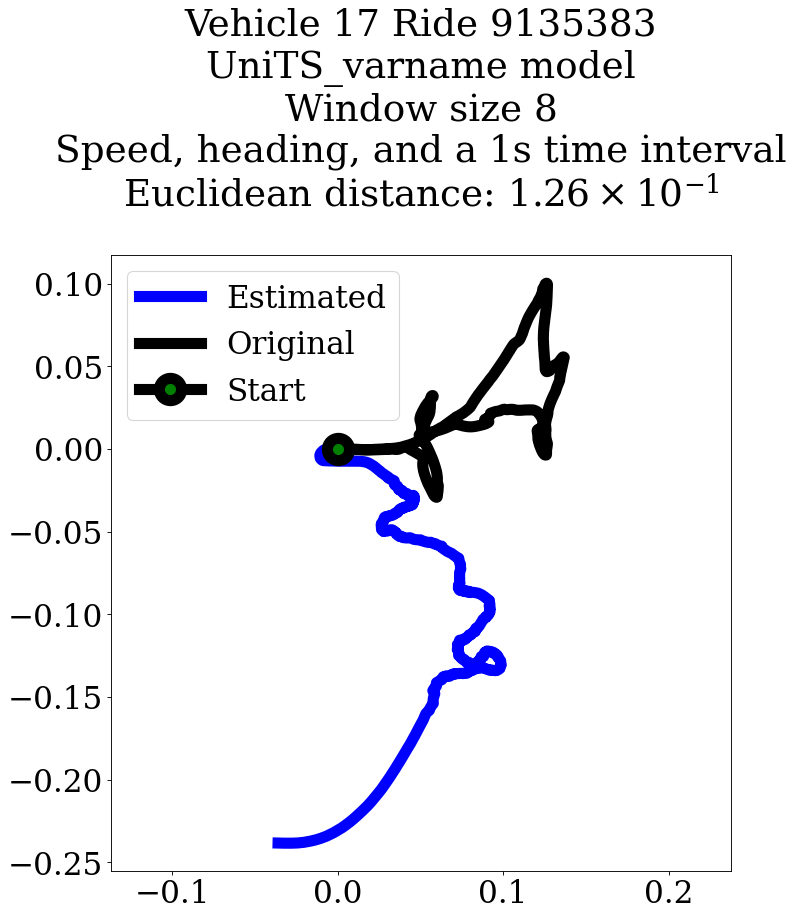 Vehicle 17 Ride 9135383
UniTS_varname model
Window size 8
Speed, heading, and a 1s time interval
Euclidean distance: 1.26 × 10⁻¹
Estimated
Original
Start
0.10
0.05
0.00
−0.05
−0.10
−0.15
−0.20
−0.25
−0.1 0.0 0.1 0.2